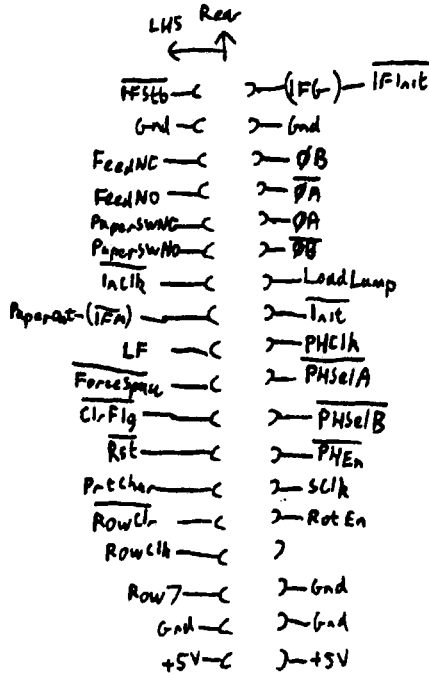 LHS Rear
IFStb (IFG) IFInit
Gnd Gnd
FeedNC ØB
FeedNO ØA
PaperSWNC ØA
PaperSWNO ØB
InClk LoadLamp
PaperOut-(IFA) Init
LF PHClk
ForceSpace PHSelA
ClrFlg PHSelB
Rst PHEn
PrtChar SClk
RowClr RotEn
RowClk
Row7 Gnd
Gnd Gnd
+5V +5V